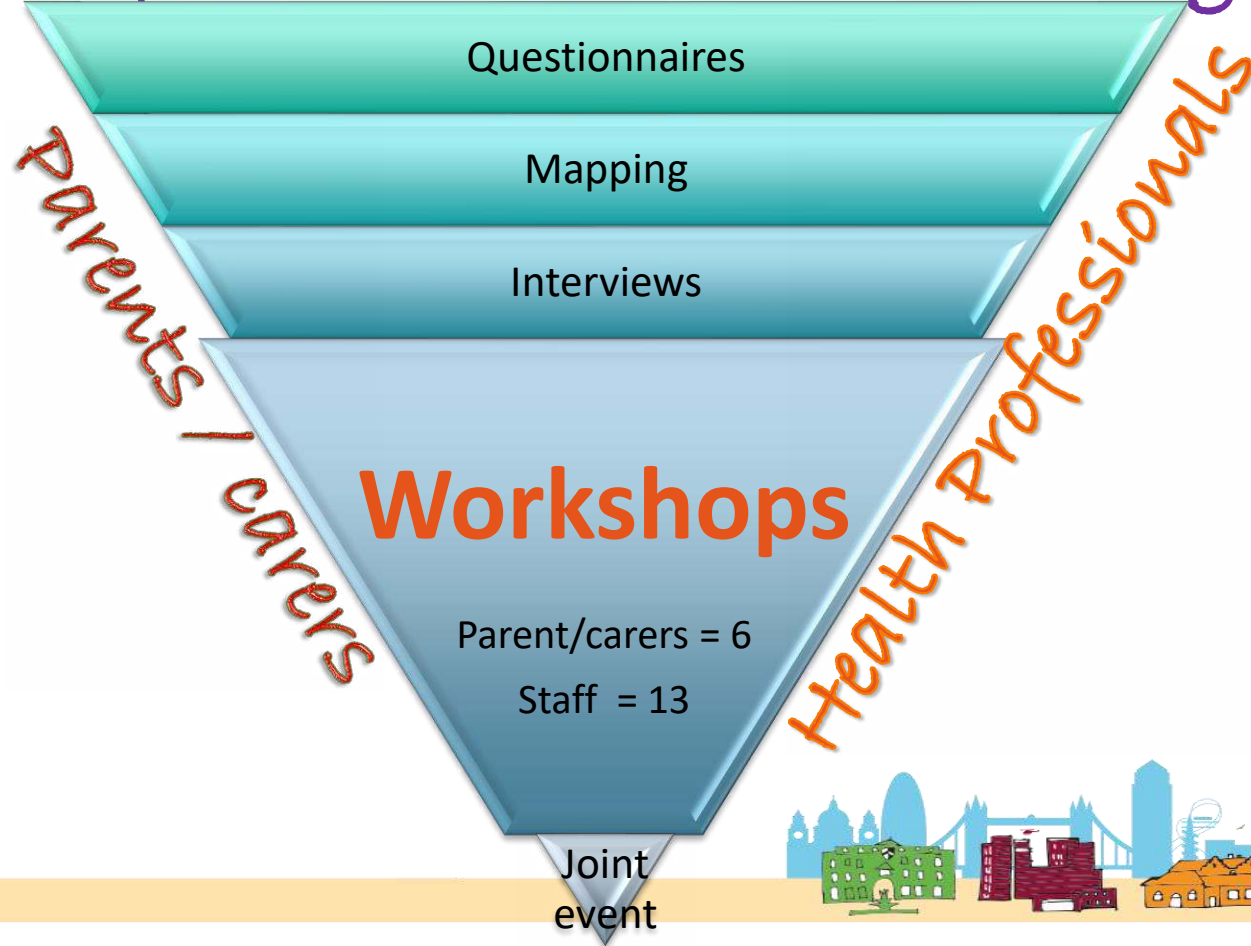 Questionnaires
Mapping
Interviews
Parents / carers
Health Professionals
Workshops
Parent/carers = 6
Staff = 13
Joint
event